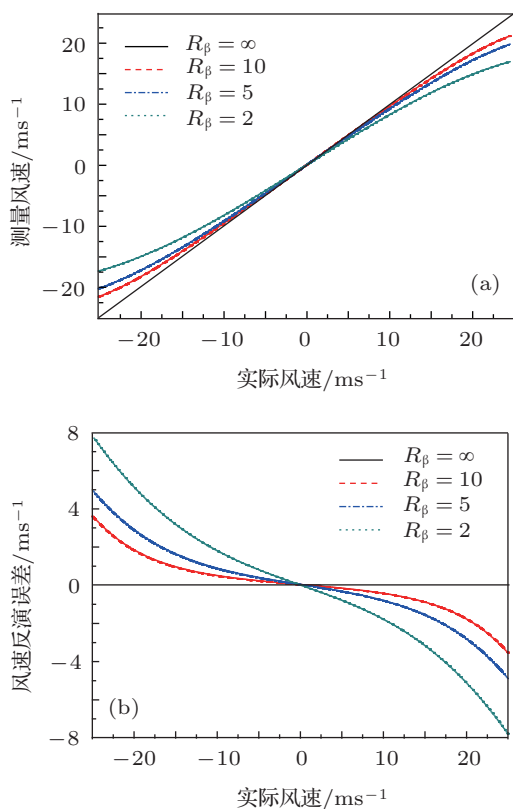 20
10
0
−10
−20
测量风速/ms⁻¹
R_β = ∞
R_β = 10
R_β = 5
R_β = 2
(a)
−20 −10 0 10 20
实际风速/ms⁻¹
8
4
0
−4
−8
风速反演误差/ms⁻¹
R_β = ∞
R_β = 10
R_β = 5
R_β = 2
(b)
−20 −10 0 10 20
实际风速/ms⁻¹